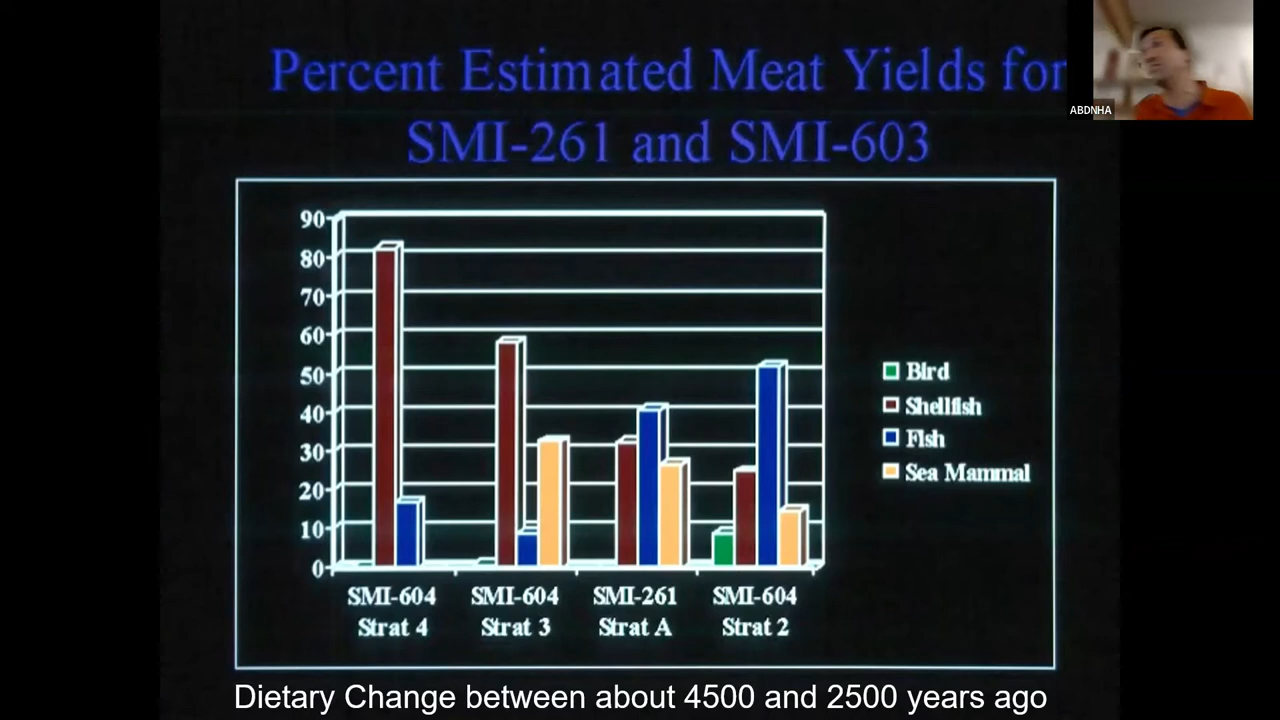 Percent Estimated Meat Yields for
SMI-261 and SMI-603
ABDNHA
90
80
70
60
50
40
30
20
10
0
SMI-604 SMI-604 SMI-261 SMI-604
Strat 4 Strat 3 Strat A Strat 2
Bird
Shellfish
Fish
Sea Mammal
Dietary Change between about 4500 and 2500 years ago